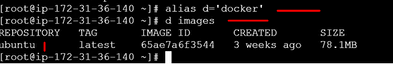 root@ip-172-31-36-140 ~]# alias d='docker'
root@ip-172-31-36-140 ~]# d images
REPOSITORY TAG IMAGE ID CREATED SIZE
ubuntu latest 65ae7a6f3544 3 weeks ago 78.1MB
root@ip-172-31-36-140 ~]#